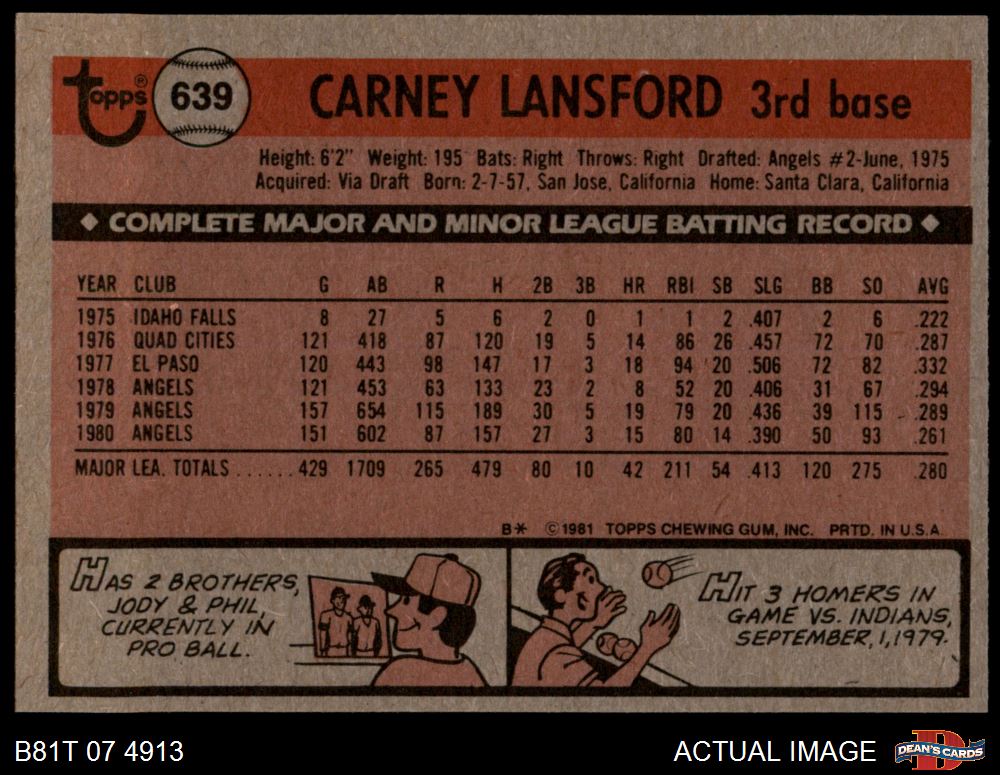 Topps® 639 CARNEY LANSFORD 3rd base
Height: 6'2" Weight: 195 Bats: Right Throws: Right Drafted: Angels #2-June, 1975
Acquired: Via Draft Born: 2-7-57, San Jose, California Home: Santa Clara, California
◆ COMPLETE MAJOR AND MINOR LEAGUE BATTING RECORD ◆
YEAR CLUB G AB R H 2B 3B HR RBI SB SLG BB SO AVG
1975 IDAHO FALLS 8 27 5 6 2 0 1 1 2 .407 2 6 .222
1976 QUAD CITIES 121 418 87 120 19 5 14 86 26 .457 72 70 .287
1977 EL PASO 120 443 98 147 17 3 18 94 20 .506 72 82 .332
1978 ANGELS 121 453 63 133 23 2 8 52 20 .406 31 67 .294
1979 ANGELS 157 654 115 189 30 5 19 79 20 .436 39 115 .289
1980 ANGELS 151 602 87 157 27 3 15 80 14 .390 50 93 .261
MAJOR LEA. TOTALS ...... 429 1709 265 479 80 10 42 211 54 .413 120 275 .280
B* ©1981 TOPPS CHEWING GUM, INC. PRTD. IN U.S.A.
HAS 2 BROTHERS,
JODY & PHIL,
CURRENTLY IN
PRO BALL.
HIT 3 HOMERS IN
GAME VS. INDIANS,
SEPTEMBER, 1, 1979.
B81T 07 4913 ACTUAL IMAGE DEAN'S CARDS